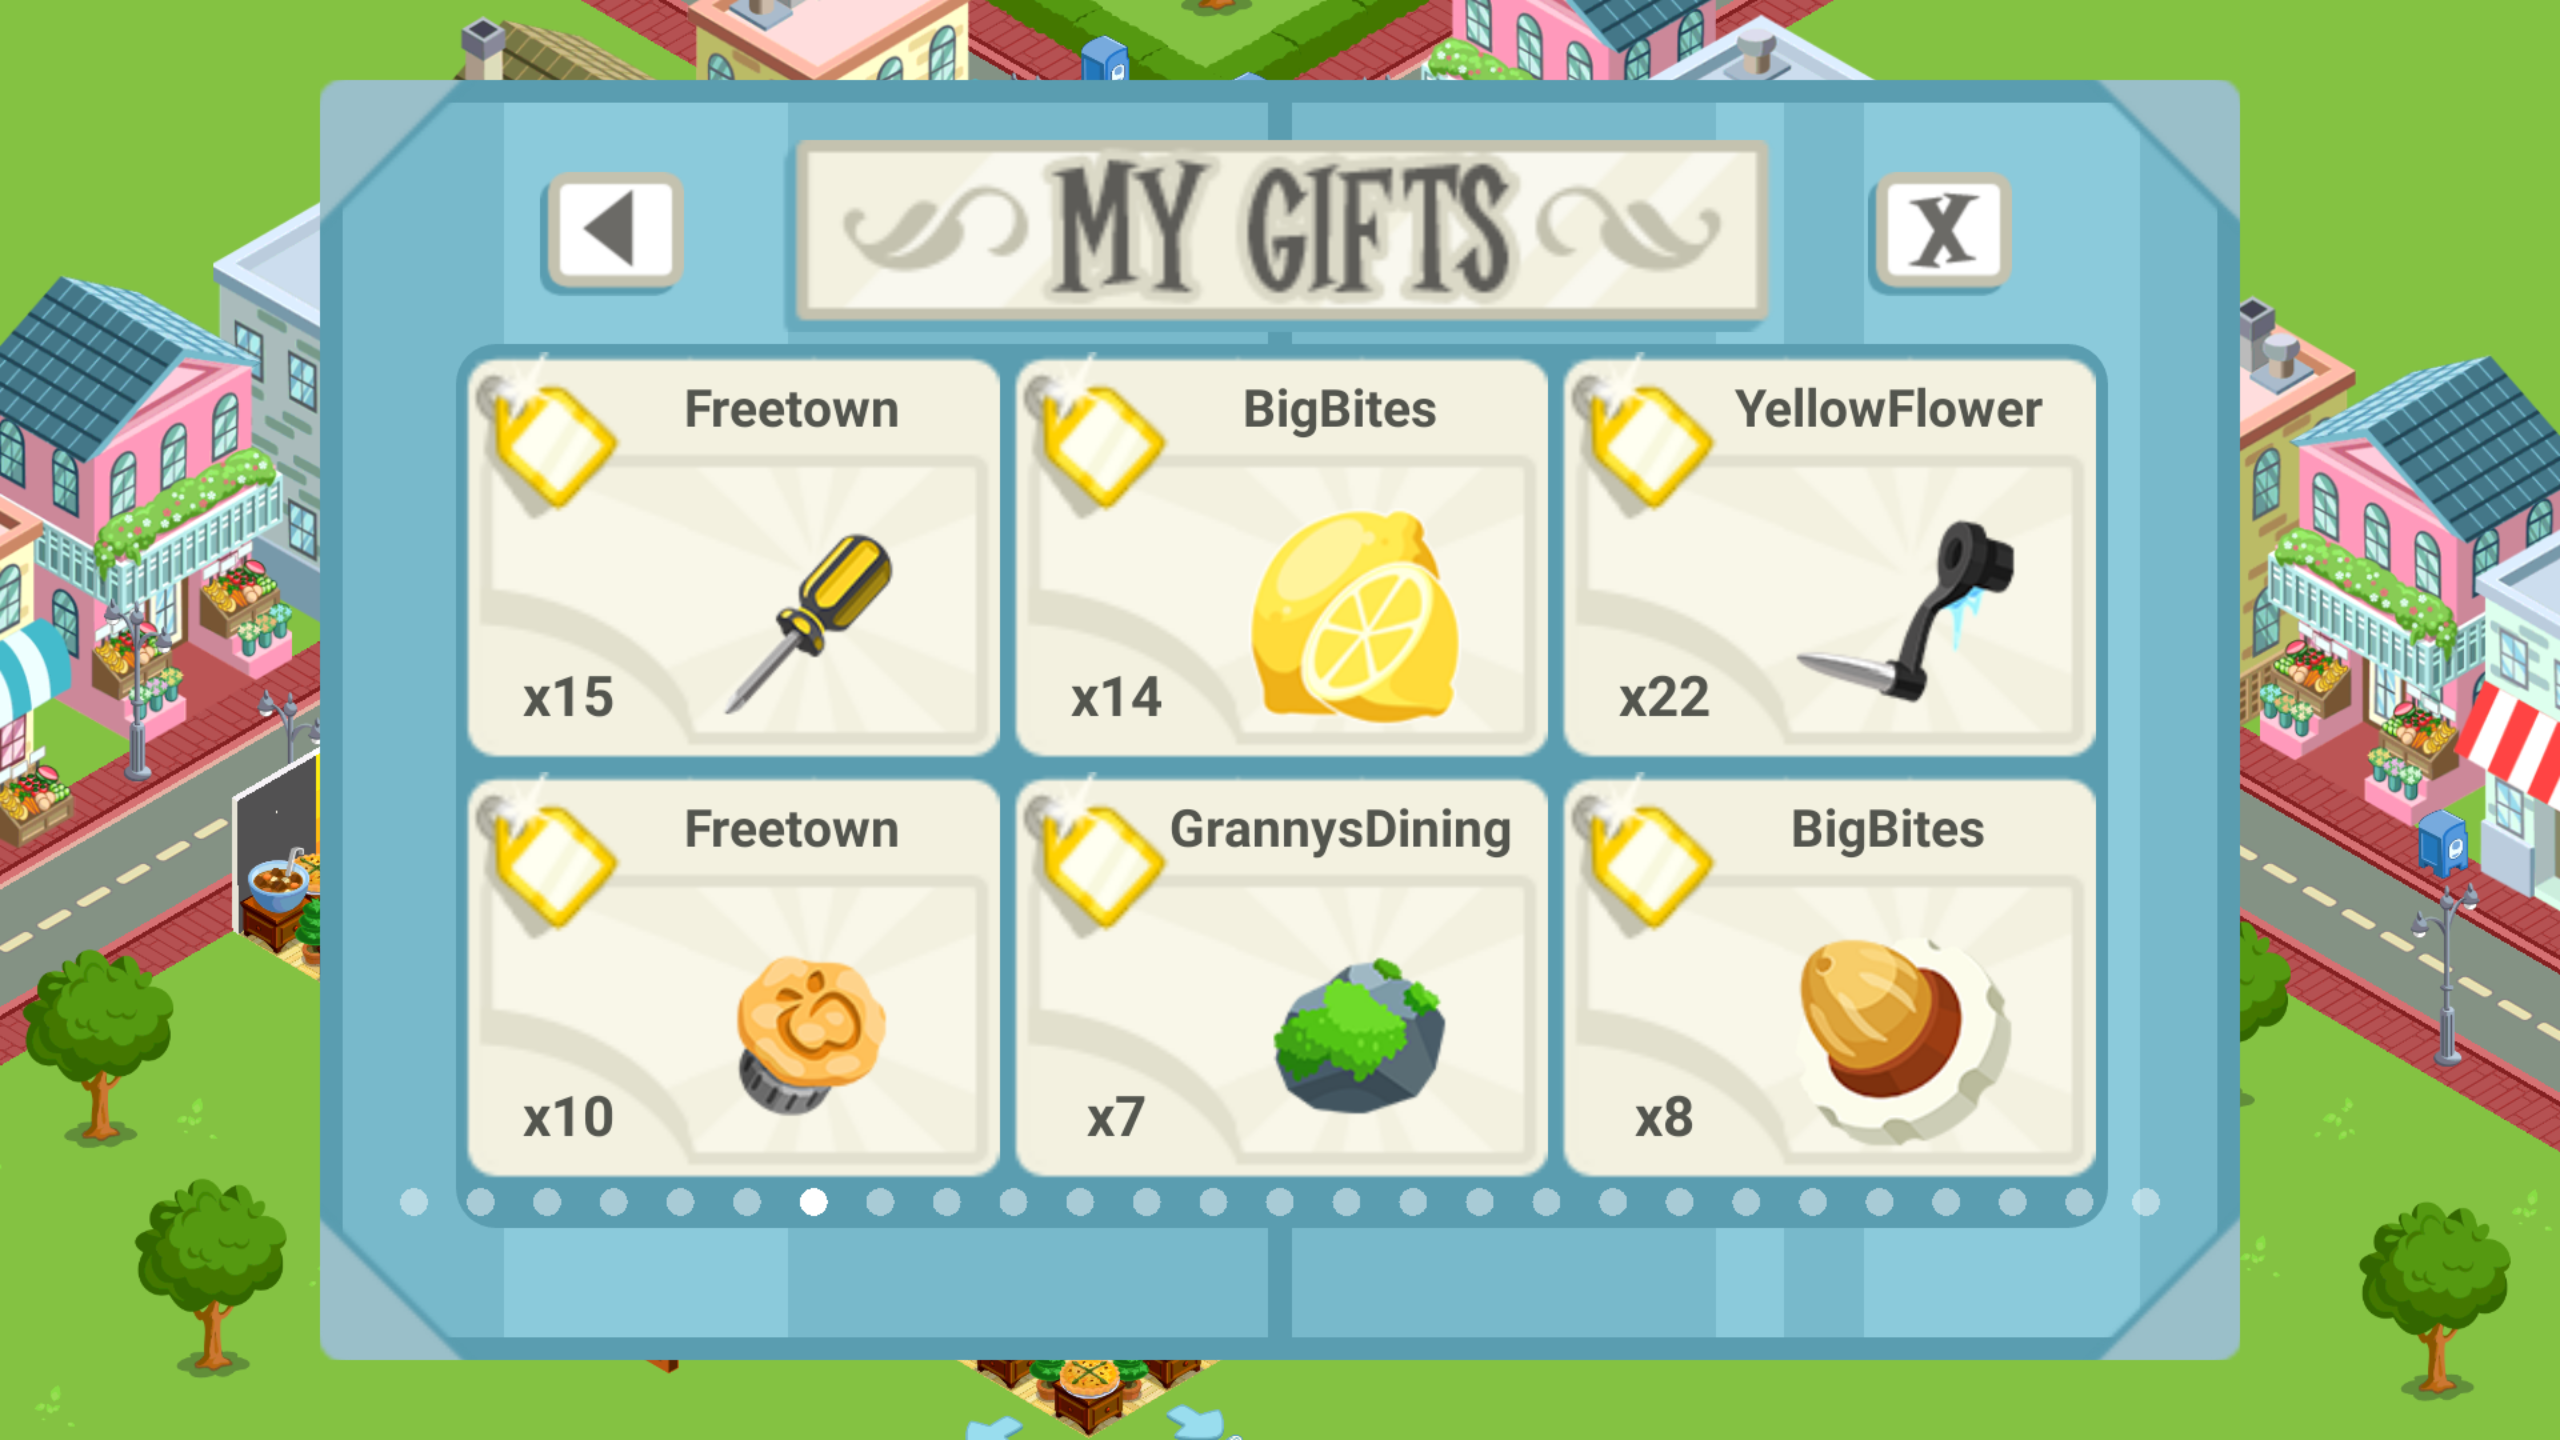 MY GIFTS
X
Freetown
x15
BigBites
x14
YellowFlower
x22
Freetown
x10
GrannysDining
x7
BigBites
x8